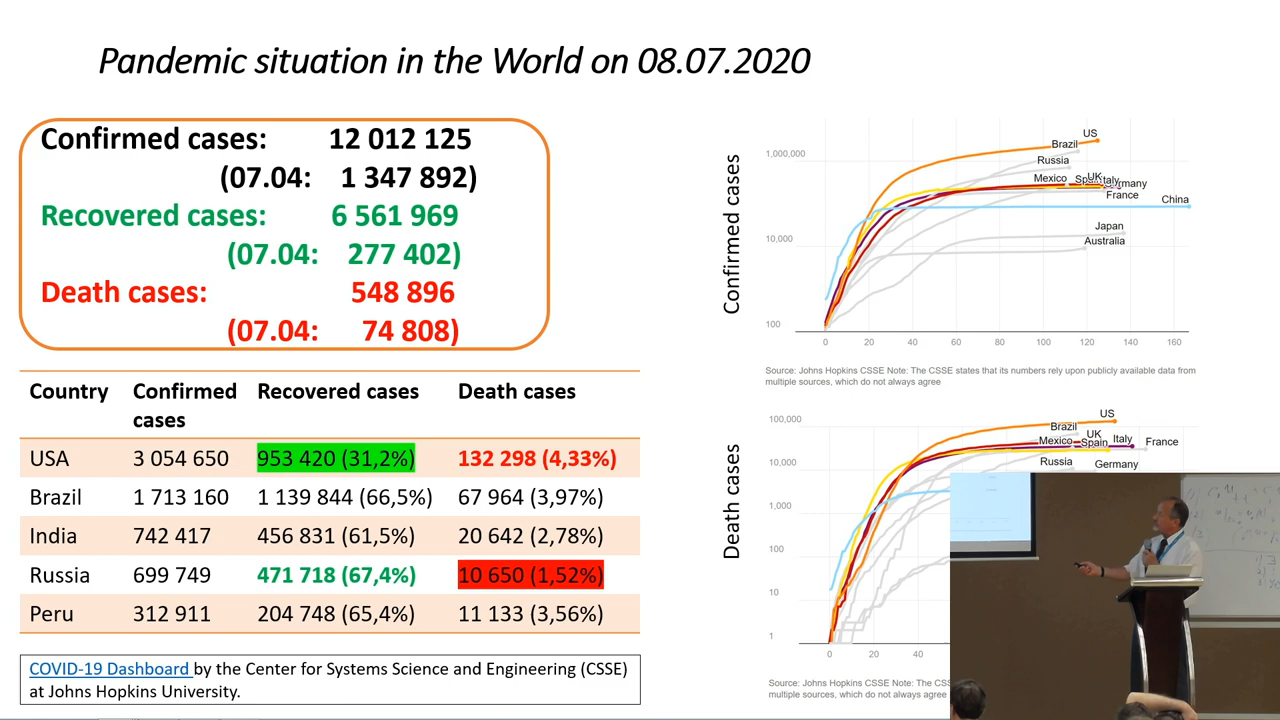 Pandemic situation in the World on 08.07.2020
Confirmed cases: 12 012 125
(07.04: 1 347 892)
Recovered cases: 6 561 969
(07.04: 277 402)
Death cases: 548 896
(07.04: 74 808)
Country Confirmed cases Recovered cases Death cases
USA 3 054 650 953 420 (31,2%) 132 298 (4,33%)
Brazil 1 713 160 1 139 844 (66,5%) 67 964 (3,97%)
India 742 417 456 831 (61,5%) 20 642 (2,78%)
Russia 699 749 471 718 (67,4%) 10 650 (1,52%)
Peru 312 911 204 748 (65,4%) 11 133 (3,56%)
COVID-19 Dashboard by the Center for Systems Science and Engineering (CSSE)
at Johns Hopkins University.
Confirmed cases
1,000,000
10,000
100
US
Brazil
Russia
Mexico Spain UK Italy Germany
France
China
Japan
Australia
0 20 40 60 80 100 120 140 160
Source: Johns Hopkins CSSE Note: The CSSE states that its numbers rely upon publicly available data from
multiple sources, which do not always agree
Death cases
100,000
10,000
1,000
100
10
1
US
Brazil
UK
Mexico Spain Italy France
Russia Germany
0 20 40
Source: Johns Hopkins CSSE Note: The CSS
multiple sources, which do not always agree